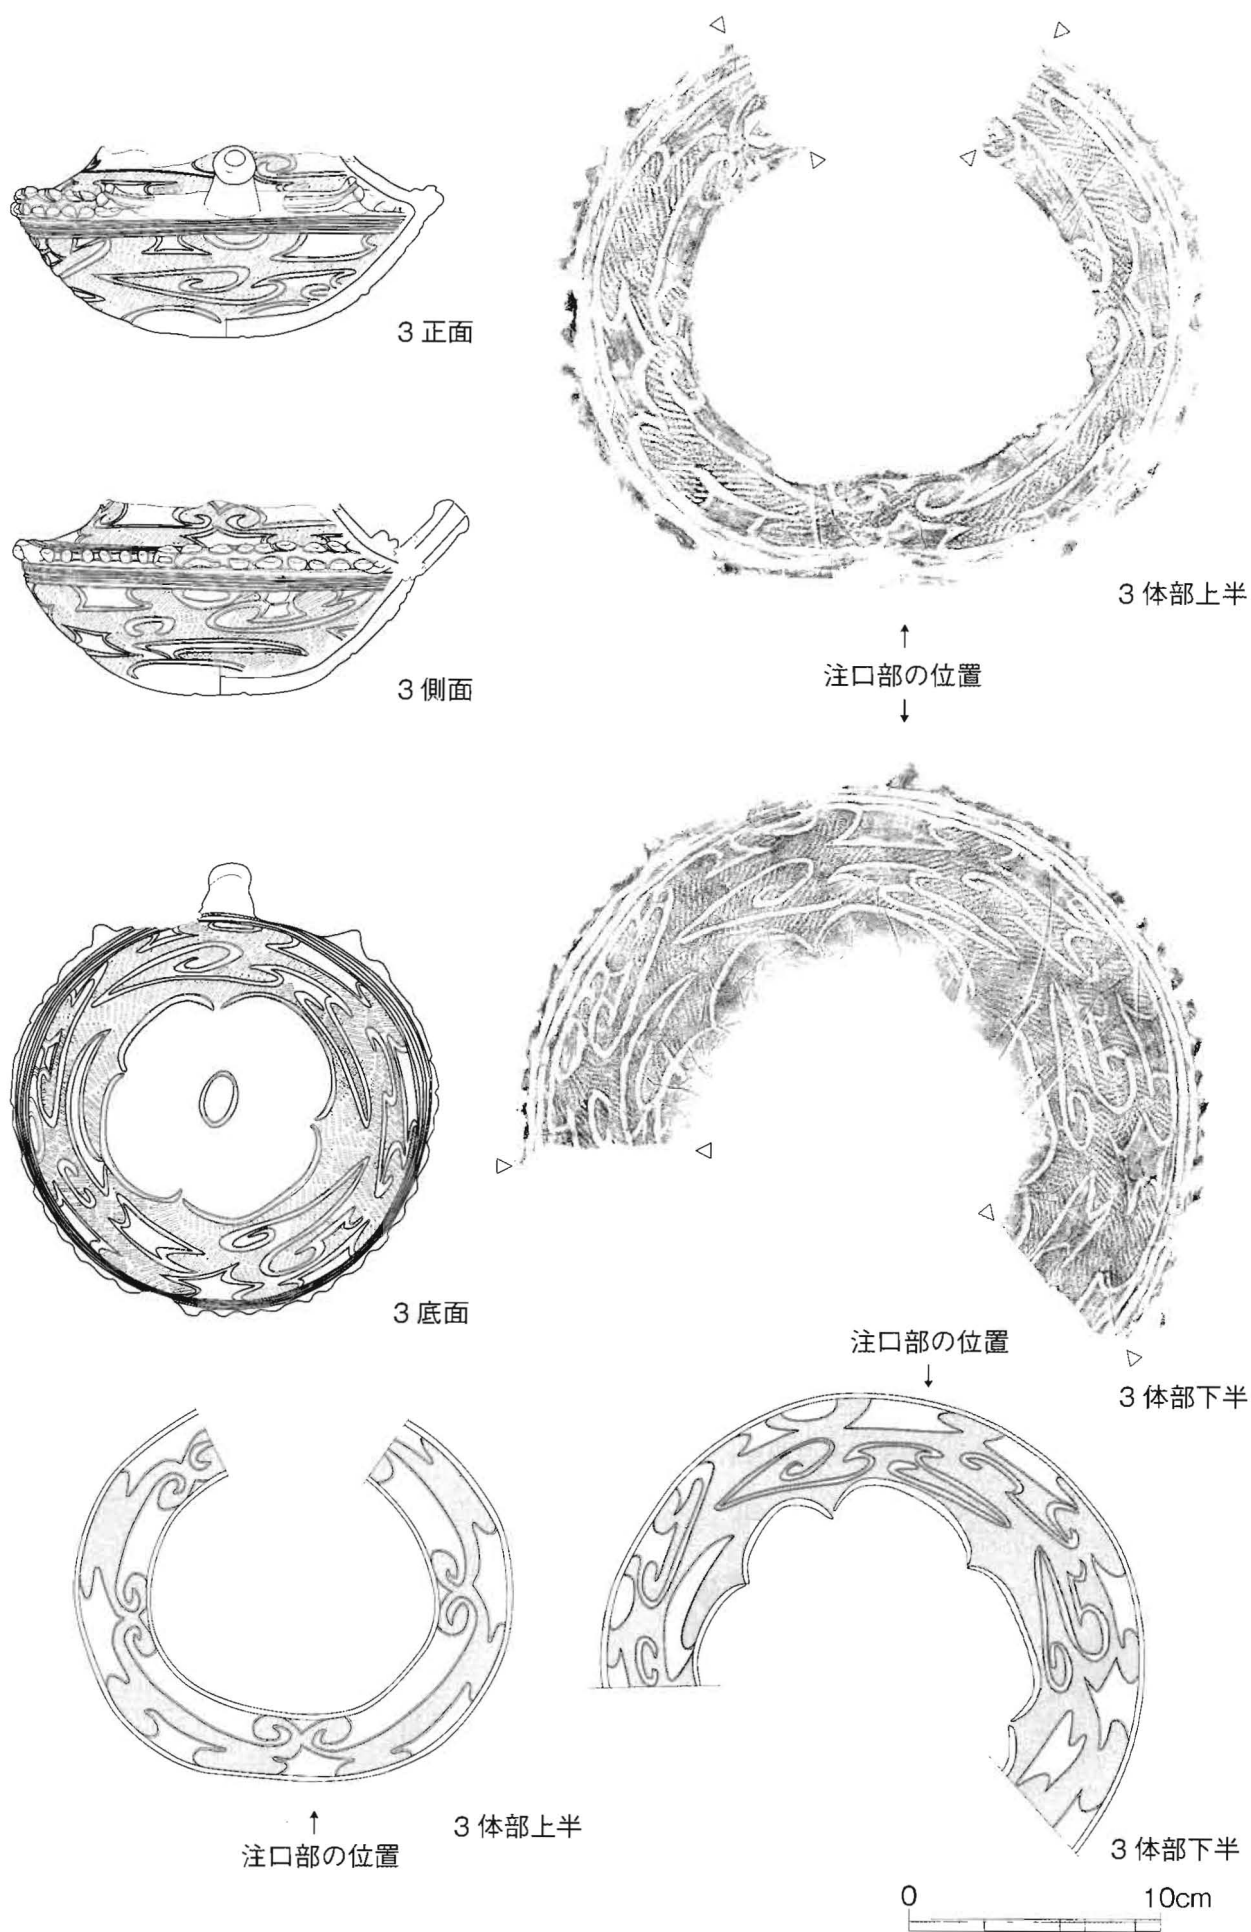 3 正面
3 体部上半
注口部の位置
3 側面
3 底面
注口部の位置
3 体部下半
3 体部上半
注口部の位置
3 体部下半
0 10cm